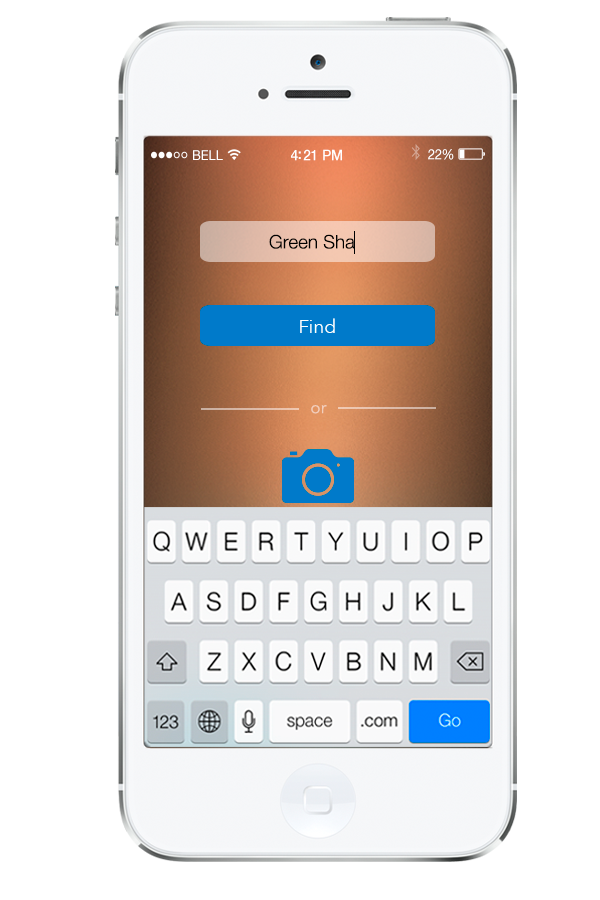 BELL 4:21 PM 22%
Green Sha
Find
or
Q W E R T Y U I O P
A S D F G H J K L
Z X C V B N M
123 space .com Go